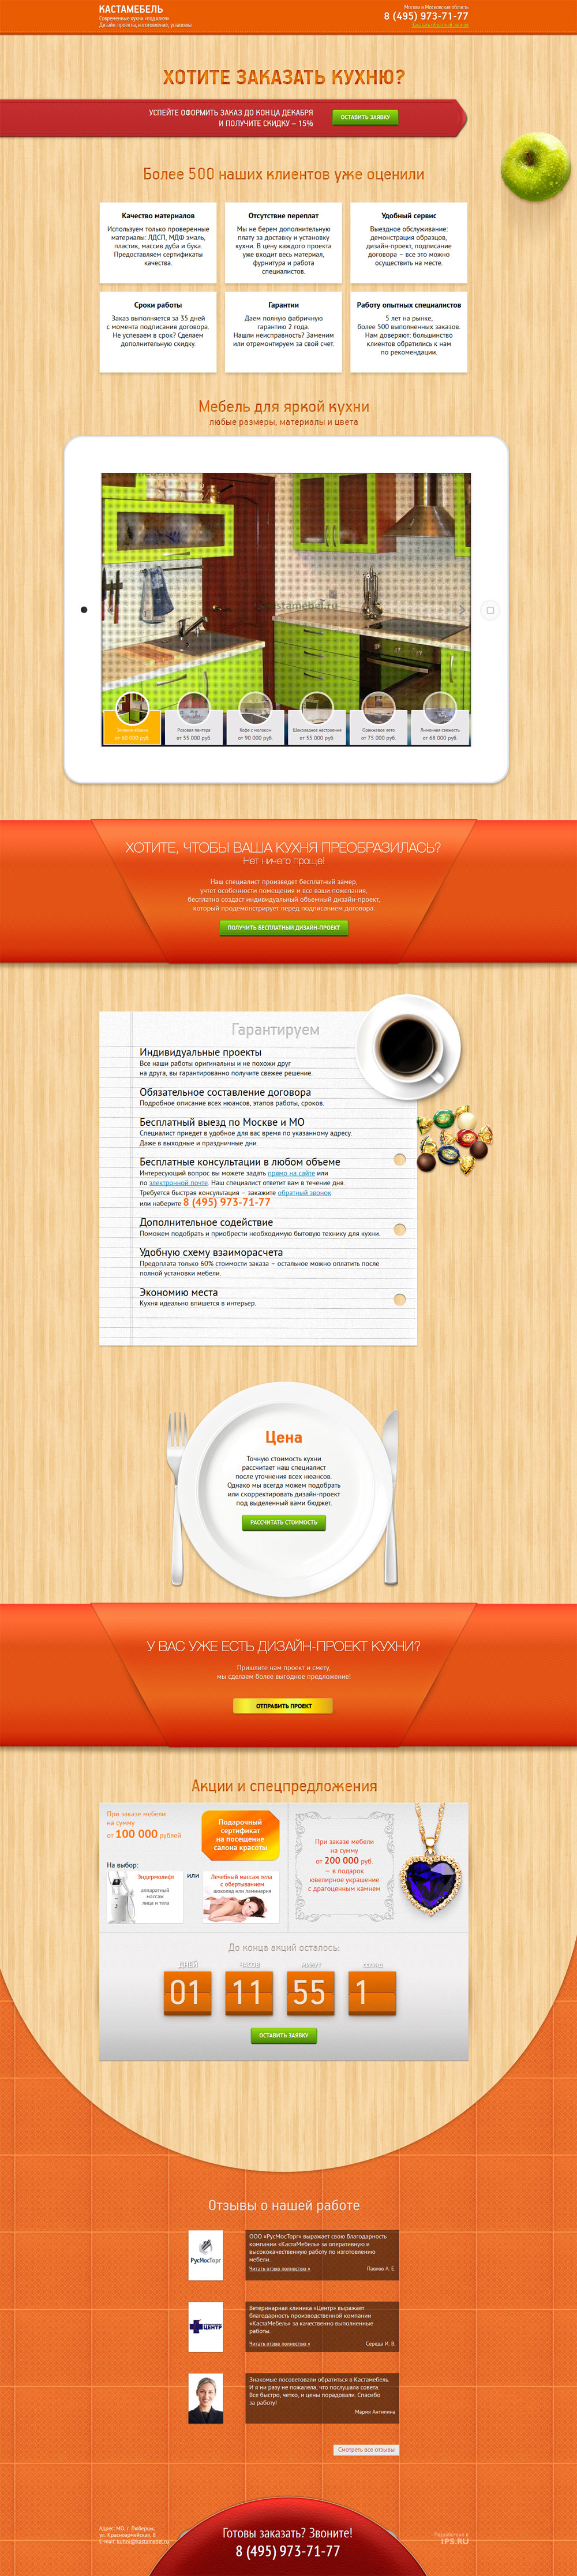 КАСТАМЕБЕЛЬ
Современные кухни «под ключ»
Дизайн-проекты, изготовление, установка
Москва и Московская область
8 (495) 973-71-77
Заказать обратный звонок
ХОТИТЕ ЗАКАЗАТЬ КУХНЮ?
УСПЕЙТЕ ОФОРМИТЬ ЗАКАЗ ДО КОНЦА ДЕКАБРЯ
И ПОЛУЧИТЕ СКИДКУ – 15%
ОСТАВИТЬ ЗАЯВКУ
Более 500 наших клиентов уже оценили
Качество материалов
Используем только проверенные
материалы: ЛДСП, МДФ эмаль,
пластик, массив дуба и бука.
Предоставляем сертификаты
качества.
Отсутствие переплат
Мы не берем дополнительную
плату за доставку и установку
кухни. В цену каждого проекта
уже входит весь материал,
фурнитура и работа
специалистов.
Удобный сервис
Выездное обслуживание:
демонстрация образцов,
дизайн-проект, подписание
договора – все это можно
осуществить на месте.
Сроки работы
Заказ выполняется за 35 дней
с момента подписания договора.
Не успеваем в срок? Сделаем
дополнительную скидку.
Гарантии
Даем полную фабричную
гарантию 2 года.
Нашли неисправность? Заменим
или отремонтируем за свой счет.
Работу опытных специалистов
5 лет на рынке,
более 500 выполненных заказов.
Нам доверяют: большинство
клиентов обратились к нам
по рекомендации.
Мебель для яркой кухни
любые размеры, материалы и цвета
kastamebel.ru
Зеленое яблоко
от 60 000 руб.
Розовая пантера
от 55 000 руб.
Кофе с молоком
от 90 000 руб.
Шоколадное настроение
от 55 000 руб.
Оранжевое лето
от 75 000 руб.
Лимонная свежесть
от 68 000 руб.
ХОТИТЕ, ЧТОБЫ ВАША КУХНЯ ПРЕОБРАЗИЛАСЬ?
Нет ничего проще!
Наш специалист произведет бесплатный замер,
учтет особенности помещения и все ваши пожелания,
бесплатно создаст индивидуальный объемный дизайн-проект,
который продемонстрирует перед подписанием договора.
ПОЛУЧИТЬ БЕСПЛАТНЫЙ ДИЗАЙН-ПРОЕКТ
Гарантируем
Индивидуальные проекты
Все наши работы оригинальны и не похожи друг
на друга, вы гарантированно получите свежее решение.
Обязательное составление договора
Подробное описание всех нюансов, этапов работы, сроков.
Бесплатный выезд по Москве и МО
Специалист приедет в удобное для вас время по указанному адресу.
Даже в выходные и праздничные дни.
Бесплатные консультации в любом объеме
Интересующий вопрос вы можете задать прямо на сайте или
по электронной почте. Наш специалист ответит вам в течение дня.
Требуется быстрая консультация – закажите обратный звонок
или наберите 8 (495) 973-71-77
Дополнительное содействие
Поможем подобрать и приобрести необходимую бытовую технику для кухни.
Удобную схему взаиморасчета
Предоплата только 60% стоимости заказа – остальное можно оплатить после
полной установки мебели.
Экономию места
Кухня идеально впишется в интерьер.
Цена
Точную стоимость кухни
рассчитает наш специалист
после уточнения всех нюансов.
Однако мы всегда можем подобрать
или скорректировать дизайн-проект
под выделенный вами бюджет.
РАССЧИТАТЬ СТОИМОСТЬ
У ВАС УЖЕ ЕСТЬ ДИЗАЙН-ПРОЕКТ КУХНИ?
Пришлите нам проект и смету,
мы сделаем более выгодное предложение!
ОТПРАВИТЬ ПРОЕКТ
Акции и спецпредложения
При заказе мебели
на сумму
от 100 000 рублей
Подарочный
сертификат
на посещение
салона красоты
На выбор:
Эндермолифт
аппаратный
массаж
лица и тела
или
Лечебный массаж тела
с обертыванием
шоколад или ламинария
При заказе мебели
на сумму
от 200 000 руб.
— в подарок
ювелирное украшение
с драгоценным камнем
До конца акций осталось:
ДНЕЙ
ЧАСОВ
МИНУТ
СЕКУНД
01
11
55
1
ОСТАВИТЬ ЗАЯВКУ
Отзывы о нашей работе
РусМосТорг
ООО «РусМосТорг» выражает свою благодарность
компании «КастаМебель» за оперативную и
высококачественную работу по изготовлению
мебели.
Читать отзыв полностью »
Павлов А. Е.
ЦЕНТР
Ветеринарная клиника «Центр» выражает
благодарность производственной компании
«КастаМебель» за качественно выполненные
работы.
Читать отзыв полностью »
Середа И. В.
Знакомые посоветовали обратиться в Кастамебель.
И я ни разу не пожалела, что послушала совета.
Все быстро, четко, и цены порадовали. Спасибо
за работу!
Мария Антипина
Смотреть все отзывы
Адрес: МО, г. Люберцы,
ул. Красноармейская, 8
E-mail: kuhni@kastamebel.ru
Готовы заказать? Звоните!
8 (495) 973-71-77
Разработано в
IPS.RU